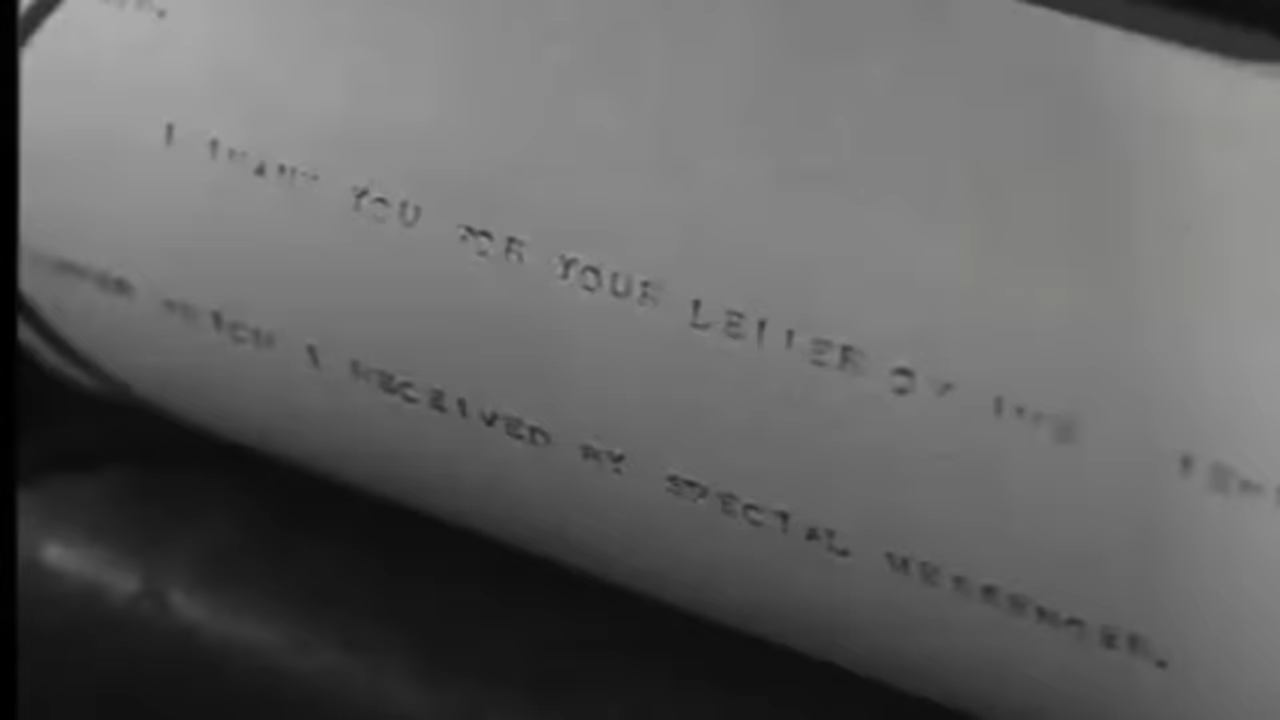 I THANK YOU FOR YOUR LETTER OF THE
WHICH I RECEIVED BY SPECIAL MESSENGER.